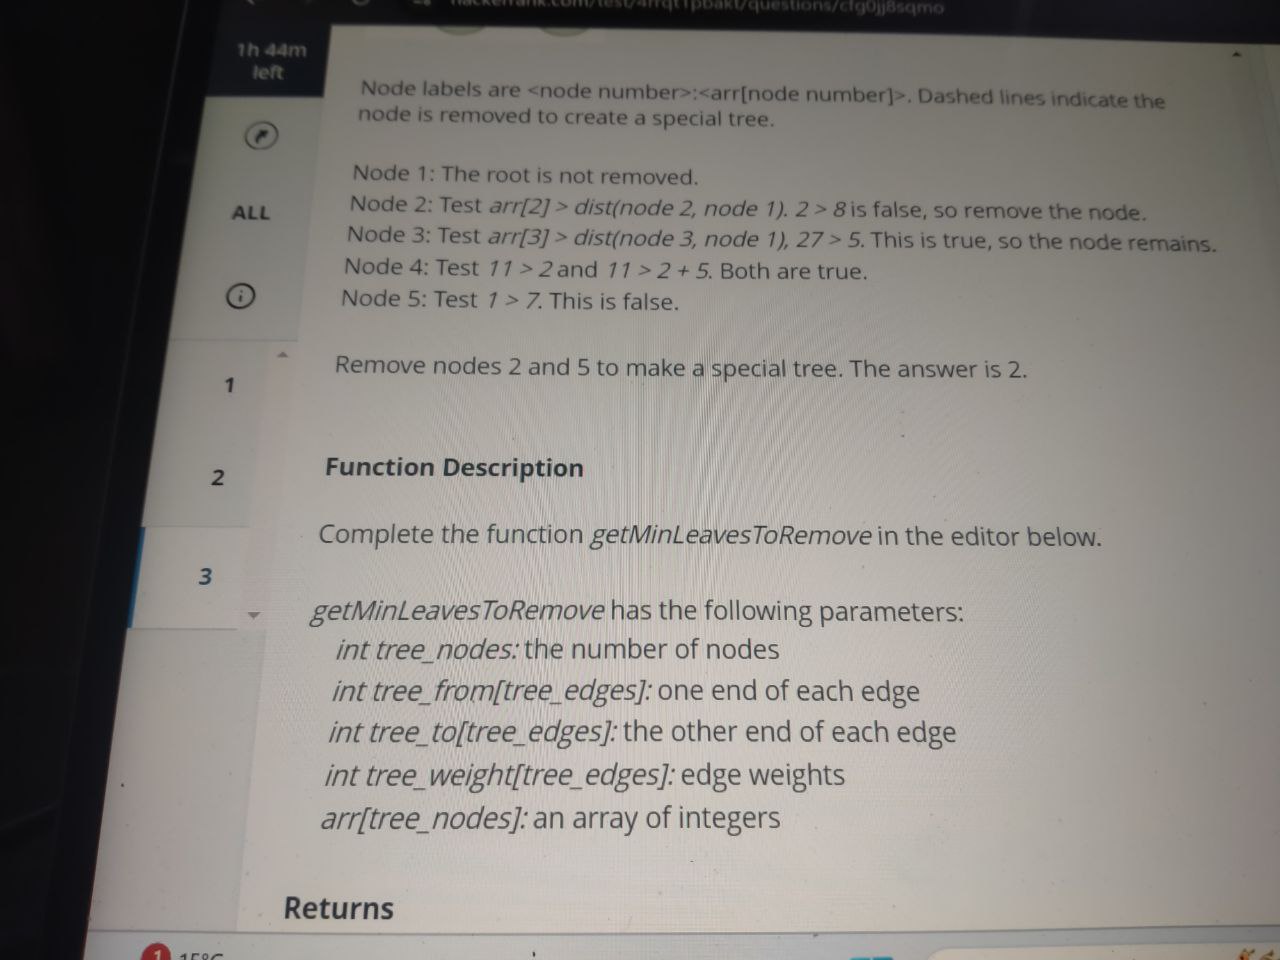 hackerrank.com/test/
/questions/cfg0jj8sqmo
1h 44m
left
Node labels are <node number>:<arr[node number]>. Dashed lines indicate the
node is removed to create a special tree.
Node 1: The root is not removed.
ALL
Node 2: Test arr[2] > dist(node 2, node 1). 2 > 8 is false, so remove the node.
Node 3: Test arr[3] > dist(node 3, node 1), 27 > 5. This is true, so the node remains.
Node 4: Test 11 > 2 and 11 > 2 + 5. Both are true.
Node 5: Test 1 > 7. This is false.
Remove nodes 2 and 5 to make a special tree. The answer is 2.
1
2
3
Function Description
Complete the function getMinLeavesToRemove in the editor below.
getMinLeavesToRemove has the following parameters:
int tree_nodes: the number of nodes
int tree_from[tree_edges]: one end of each edge
int tree_to[tree_edges]: the other end of each edge
int tree_weight[tree_edges]: edge weights
arr[tree_nodes]: an array of integers
Returns
1
15°C